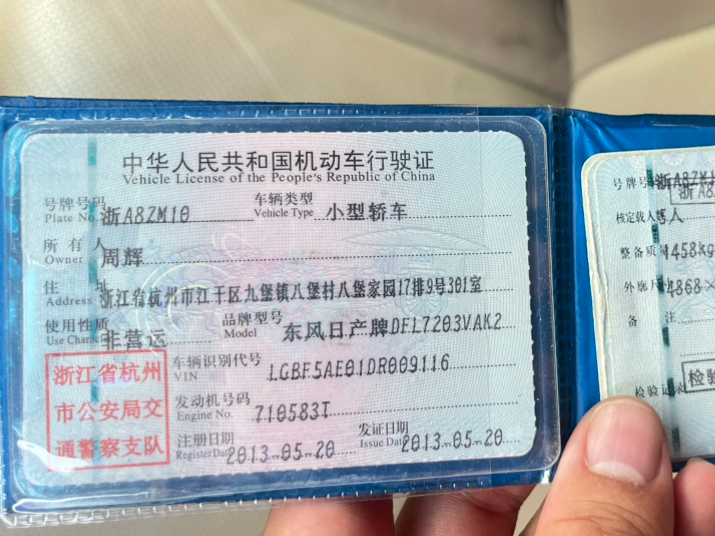 中华人民共和国机动车行驶证
Vehicle License of the People's Republic of China
号牌号码 浙A8ZM10 车辆类型 小型轿车
Plate No. Vehicle Type
所有人 周辉
Owner
住址 浙江省杭州市江干区九堡镇八堡村八堡家园17排9号301室
Address
使用性质 非营运 品牌型号 东风日产牌DFL7203VAK2
Use Character Model
浙江省杭州
市公安局交
通警察支队
车辆识别代号 LGBF5AE01DR009116
VIN
发动机号码 710583T
Engine No.
注册日期 2013-05-20 发证日期 2013-05-20
Register Date Issue Date
号牌号
浙A8
核定载人 5人
整备质 1458kg
外廓 4868×
备注
检验记录
检验